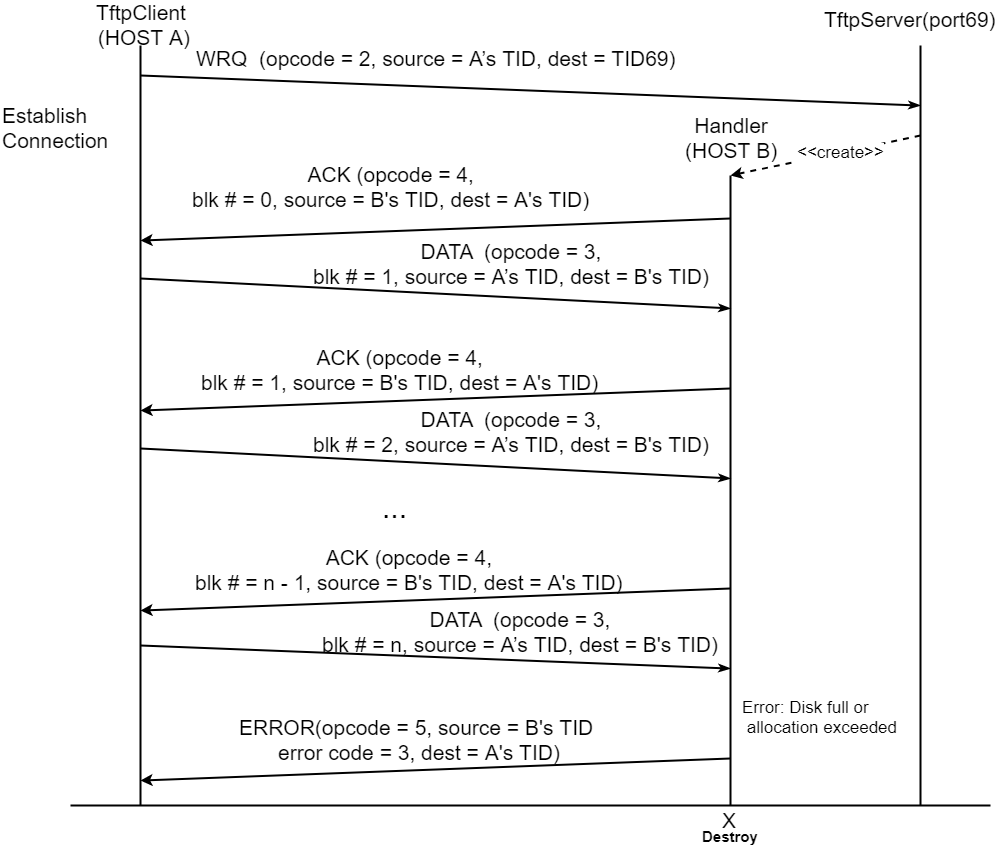 TftpClient
(HOST A)
TftpServer(port69)
WRQ (opcode = 2, source = A’s TID, dest = TID69)
Establish
Connection
Handler
(HOST B)
<<create>>
ACK (opcode = 4,
blk # = 0, source = B's TID, dest = A's TID)
DATA (opcode = 3,
blk # = 1, source = A’s TID, dest = B's TID)
ACK (opcode = 4,
blk # = 1, source = B's TID, dest = A's TID)
DATA (opcode = 3,
blk # = 2, source = A’s TID, dest = B's TID)
...
ACK (opcode = 4,
blk # = n - 1, source = B's TID, dest = A's TID)
DATA (opcode = 3,
blk # = n, source = A’s TID, dest = B's TID)
Error: Disk full or
allocation exceeded
ERROR(opcode = 5, source = B's TID
error code = 3, dest = A's TID)
X
Destroy